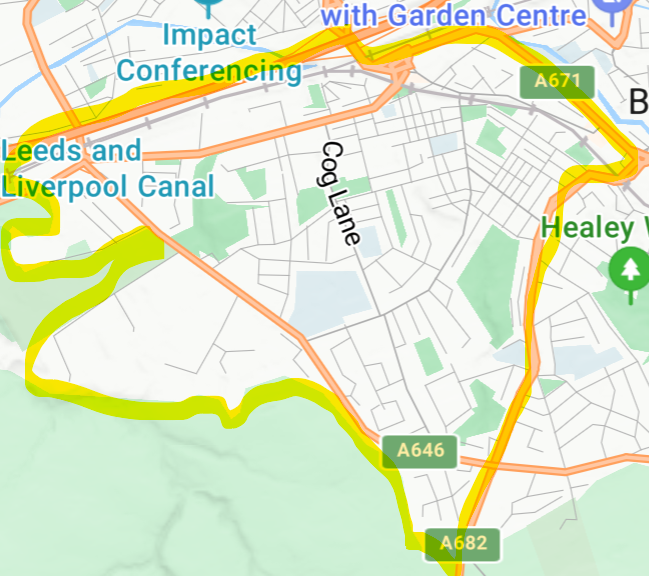 with Garden Centre
Impact
Conferencing
A671
B
Leeds and
Liverpool Canal
Cog Lane
Healey W
A646
A682